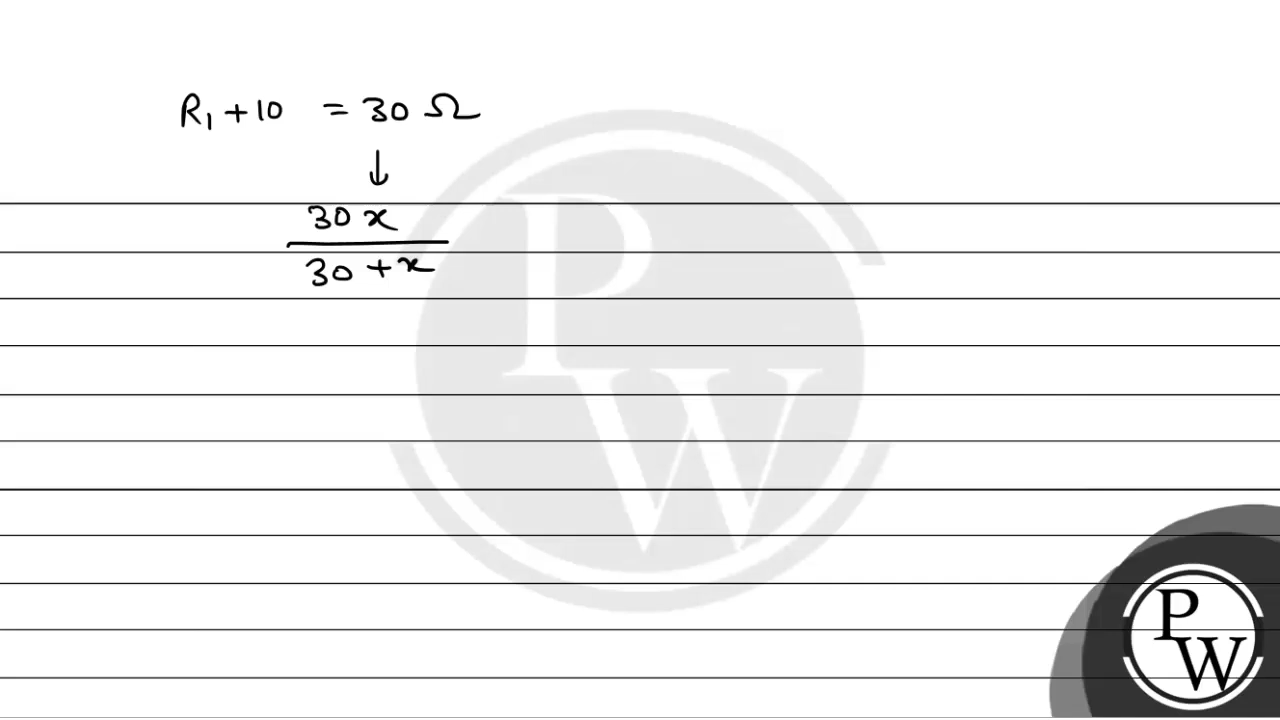 R₁ + 10 = 30 Ω
↓
30 x
30 + x
P
W
P
W